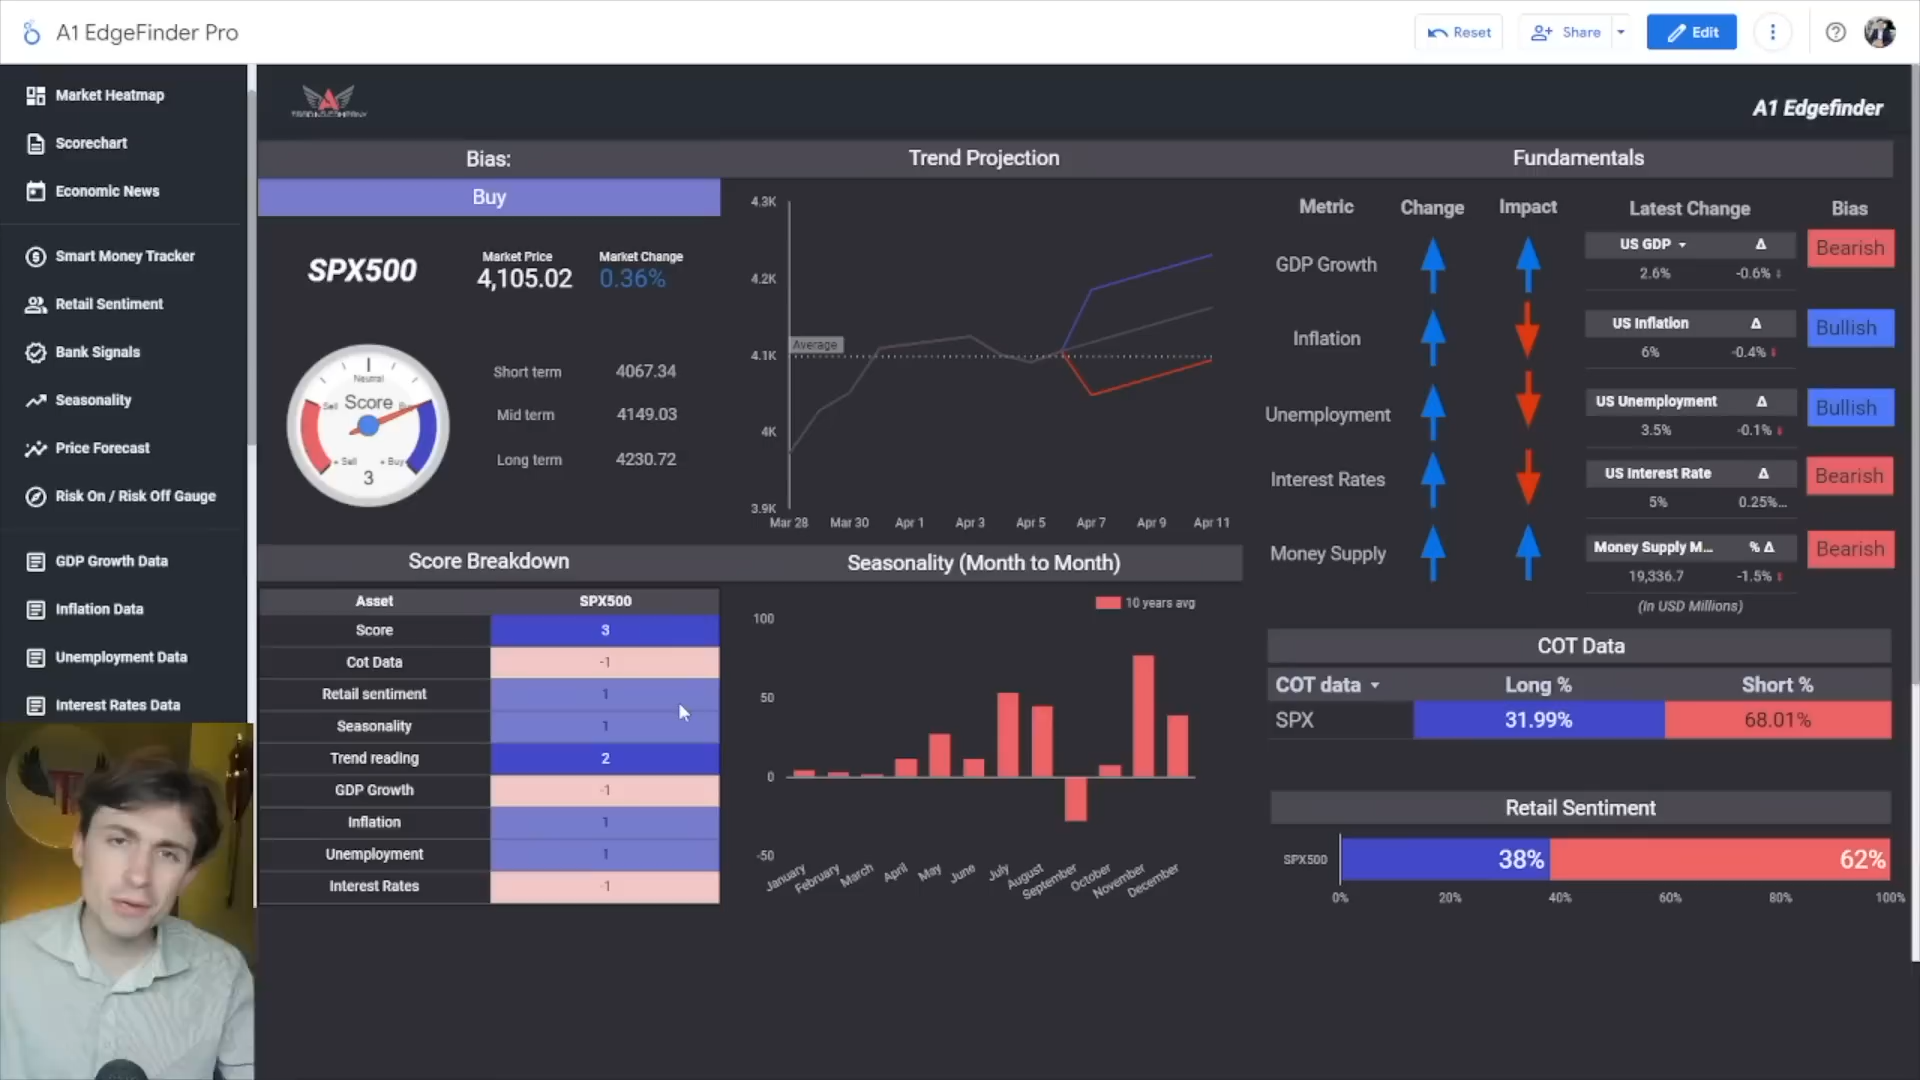 A1 EdgeFinder Pro
Reset
Share
Edit
Market Heatmap
Scorechart
Economic News
Smart Money Tracker
Retail Sentiment
Bank Signals
Seasonality
Price Forecast
Risk On / Risk Off Gauge
GDP Growth Data
Inflation Data
Unemployment Data
Interest Rates Data
A
TRADING COMPANY
A1 Edgefinder
Bias:
Buy
SPX500
Market Price
4,105.02
Market Change
0.36%
Neutral
Sell
Score
+ Sell
+ Buy
3
Short term 4067.34
Mid term 4149.03
Long term 4230.72
Trend Projection
4.3K
4.2K
4.1K
4K
3.9K
Average
Mar 28 Mar 30 Apr 1 Apr 3 Apr 5 Apr 7 Apr 9 Apr 11
Fundamentals
Metric Change Impact Latest Change Bias
GDP Growth
US GDP Δ
2.6% -0.6%
Bearish
Inflation
US Inflation Δ
6% -0.4%
Bullish
Unemployment
US Unemployment Δ
3.5% -0.1%
Bullish
Interest Rates
US Interest Rate Δ
5% 0.25%...
Bearish
Money Supply
Money Supply M... % Δ
19,336.7 -1.5%
Bearish
(In USD Millions)
Score Breakdown
Asset SPX500
Score 3
Cot Data -1
Retail sentiment 1
Seasonality 1
Trend reading 2
GDP Growth -1
Inflation 1
Unemployment 1
Interest Rates -1
Seasonality (Month to Month)
10 years avg
100
50
0
-50
January February March April May June July August September October November December
COT Data
COT data Long % Short %
SPX 31.99% 68.01%
Retail Sentiment
SPX500 38% 62%
0% 20% 40% 60% 80% 100%